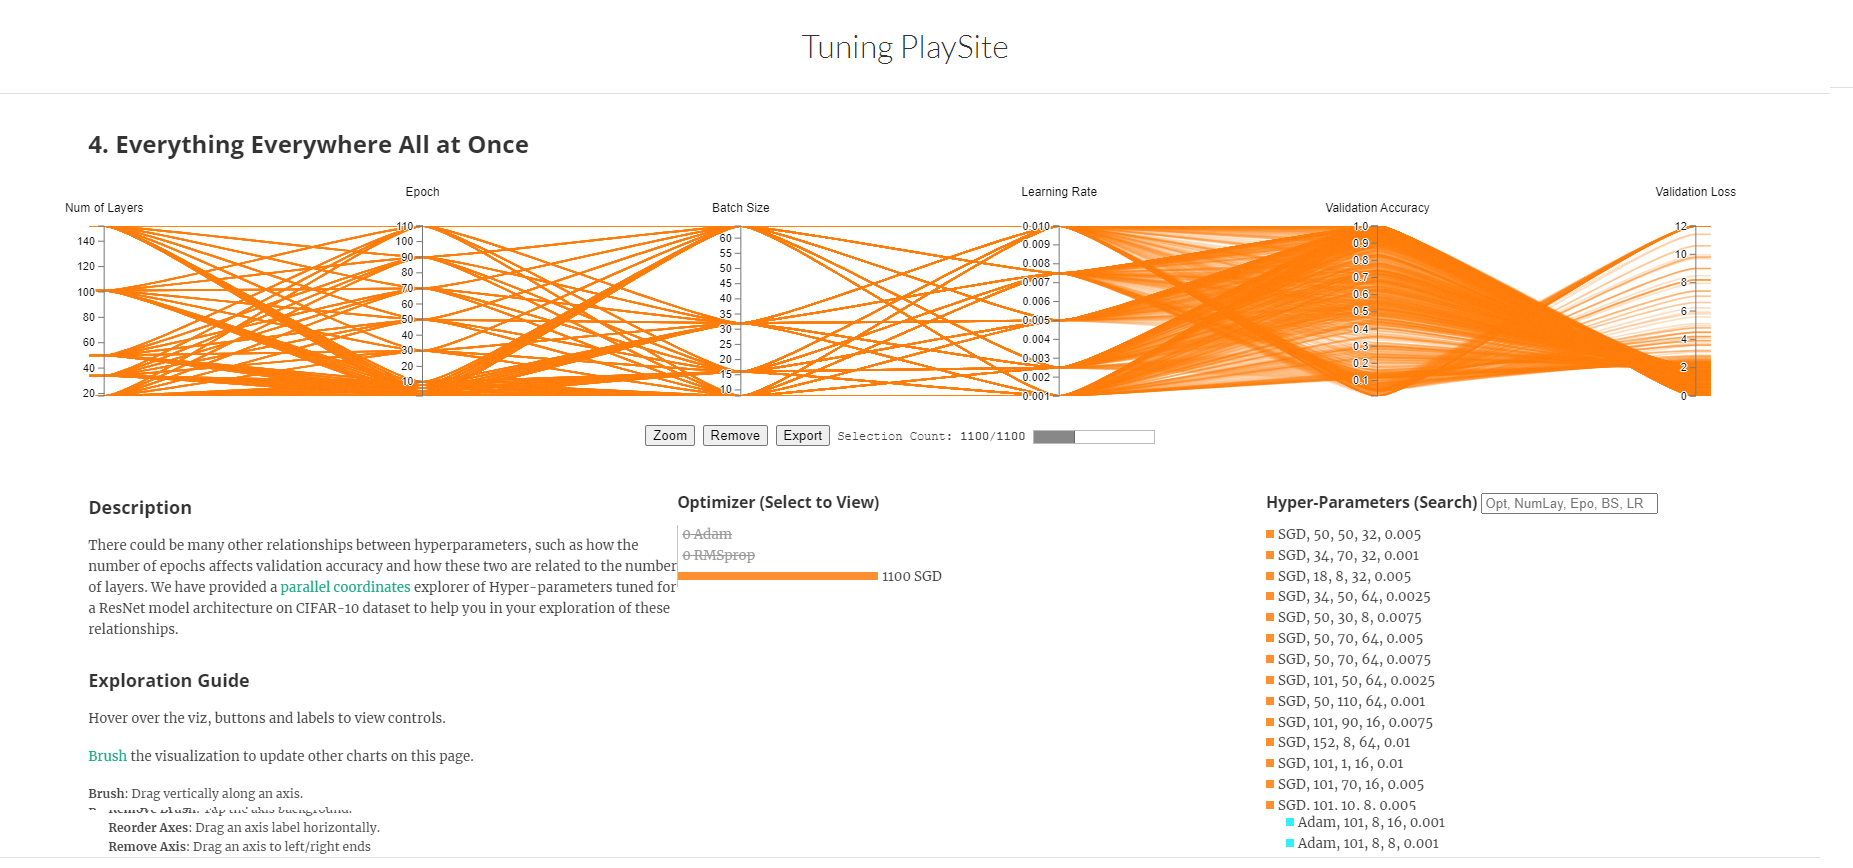 Tuning PlaySite
4. Everything Everywhere All at Once
Num of Layers
Epoch
Batch Size
Learning Rate
Validation Accuracy
Validation Loss
140
120
100
80
60
40
20
110
100
90
80
70
60
50
40
30
20
10
60
55
50
45
40
35
30
25
20
15
10
0.010
0.009
0.008
0.007
0.006
0.005
0.004
0.003
0.002
0.001
1.0
0.9
0.8
0.7
0.6
0.5
0.4
0.3
0.2
0.1
12
10
8
6
4
2
0
Zoom Remove Export Selection Count: 1100/1100
Description
There could be many other relationships between hyperparameters, such as how the
number of epochs affects validation accuracy and how these two are related to the number
of layers. We have provided a parallel coordinates explorer of Hyper-parameters tuned for
a ResNet model architecture on CIFAR-10 dataset to help you in your exploration of these
relationships.
Exploration Guide
Hover over the viz, buttons and labels to view controls.
Brush the visualization to update other charts on this page.
Brush: Drag vertically along an axis.
Remove Brush: Tap the axis background.
Reorder Axes: Drag an axis label horizontally.
Remove Axis: Drag an axis to left/right ends
Optimizer (Select to View)
0 Adam
0 RMSprop
1100 SGD
Hyper-Parameters (Search) Opt, NumLay, Epo, BS, LR
SGD, 50, 50, 32, 0.005
SGD, 34, 70, 32, 0.001
SGD, 18, 8, 32, 0.005
SGD, 34, 50, 64, 0.0025
SGD, 50, 30, 8, 0.0075
SGD, 50, 70, 64, 0.005
SGD, 50, 70, 64, 0.0075
SGD, 101, 50, 64, 0.0025
SGD, 50, 110, 64, 0.001
SGD, 101, 90, 16, 0.0075
SGD, 152, 8, 64, 0.01
SGD, 101, 1, 16, 0.01
SGD, 101, 70, 16, 0.005
SGD, 101, 10, 8, 0.005
Adam, 101, 8, 16, 0.001
Adam, 101, 8, 8, 0.001